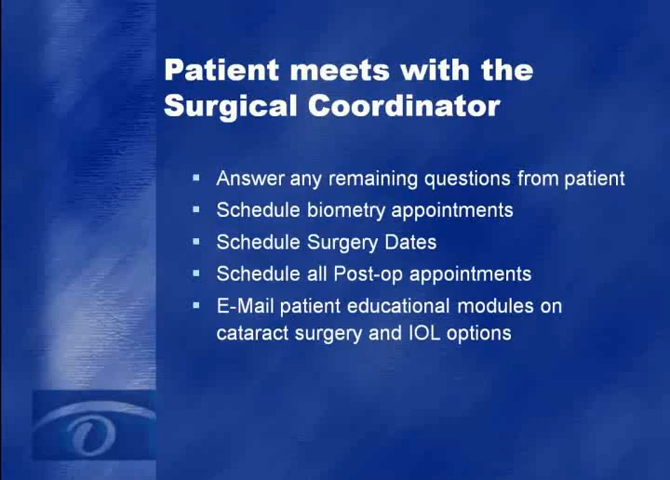 Patient meets with the
Surgical Coordinator
▪ Answer any remaining questions from patient
▪ Schedule biometry appointments
▪ Schedule Surgery Dates
▪ Schedule all Post-op appointments
▪ E-Mail patient educational modules on
cataract surgery and IOL options